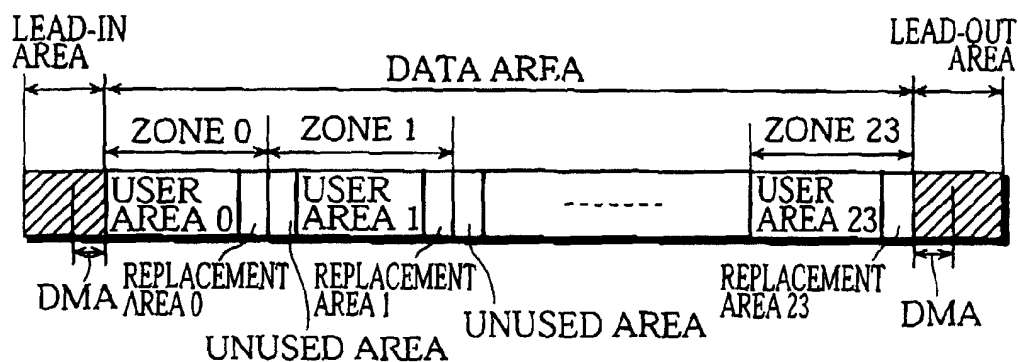 LEAD-IN
AREA
LEAD-OUT
AREA
DATA AREA
ZONE 0
ZONE 1
ZONE 23
USER
AREA 0
USER
AREA 1
--------
USER
AREA 23
DMA
REPLACEMENT
AREA 0
REPLACEMENT
AREA 1
REPLACEMENT
AREA 23
DMA
UNUSED AREA
UNUSED AREA